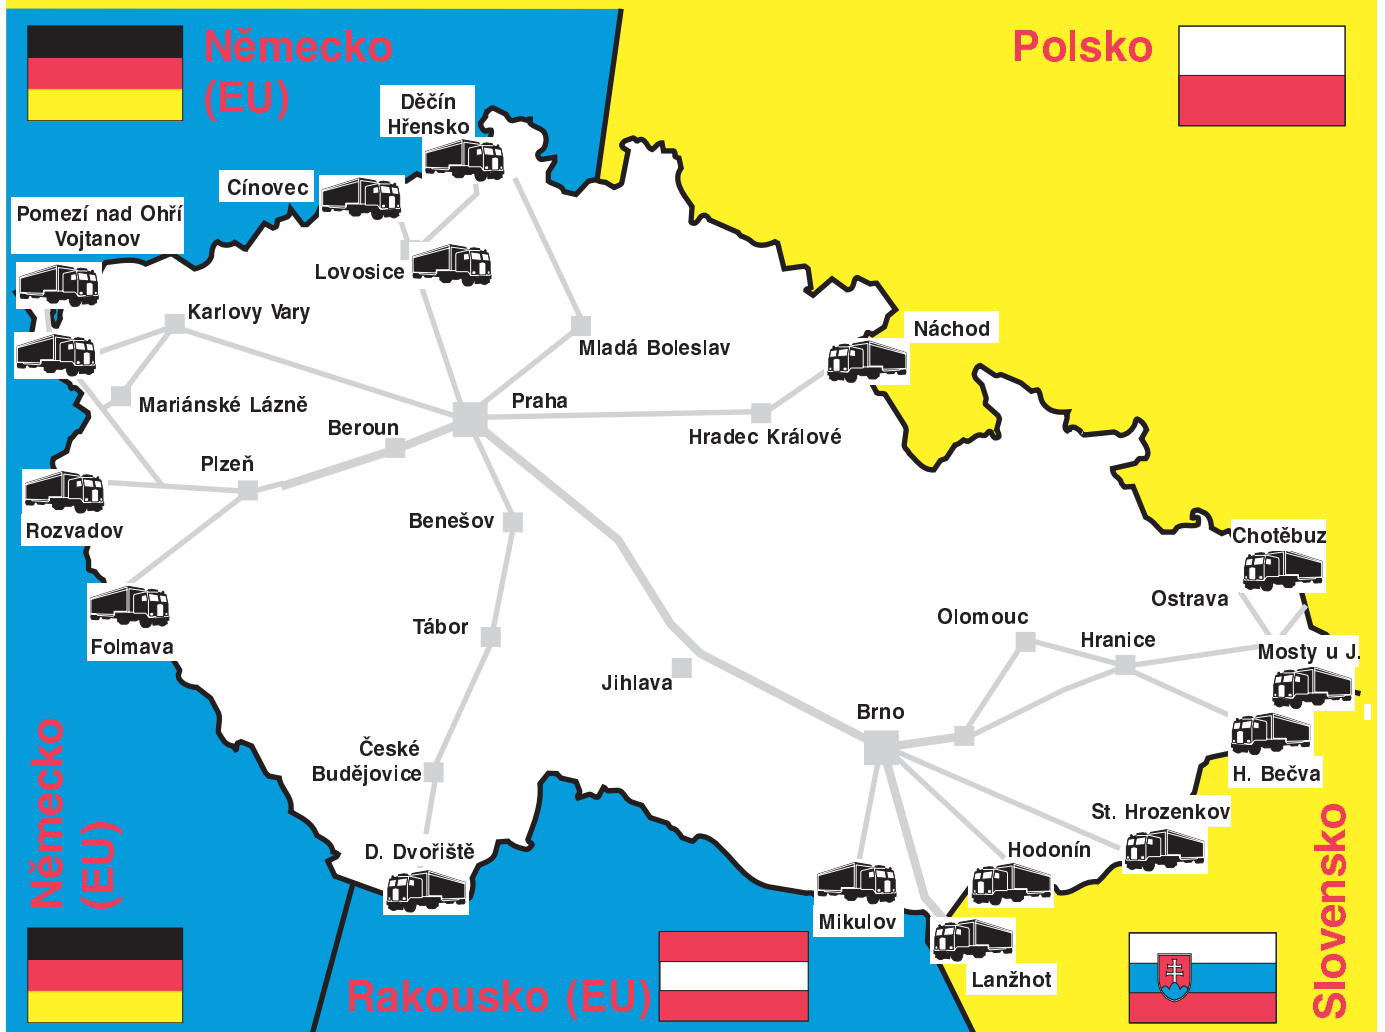 Německo
(EU)
Polsko
Děčín
Hřensko
Cínovec
Pomezí nad Ohří
Vojtanov
Lovosice
Karlovy Vary
Náchod
Mladá Boleslav
Mariánské Lázně
Praha
Beroun
Hradec Králové
Plzeň
Benešov
Rozvadov
Chotěbuz
Ostrava
Olomouc
Tábor
Hranice
Folmava
Mosty u J.
Jihlava
Brno
České
Budějovice
H. Bečva
St. Hrozenkov
D. Dvořiště
Hodonín
Mikulov
Lanžhot
Německo
(EU)
Rakousko (EU)
Slovensko